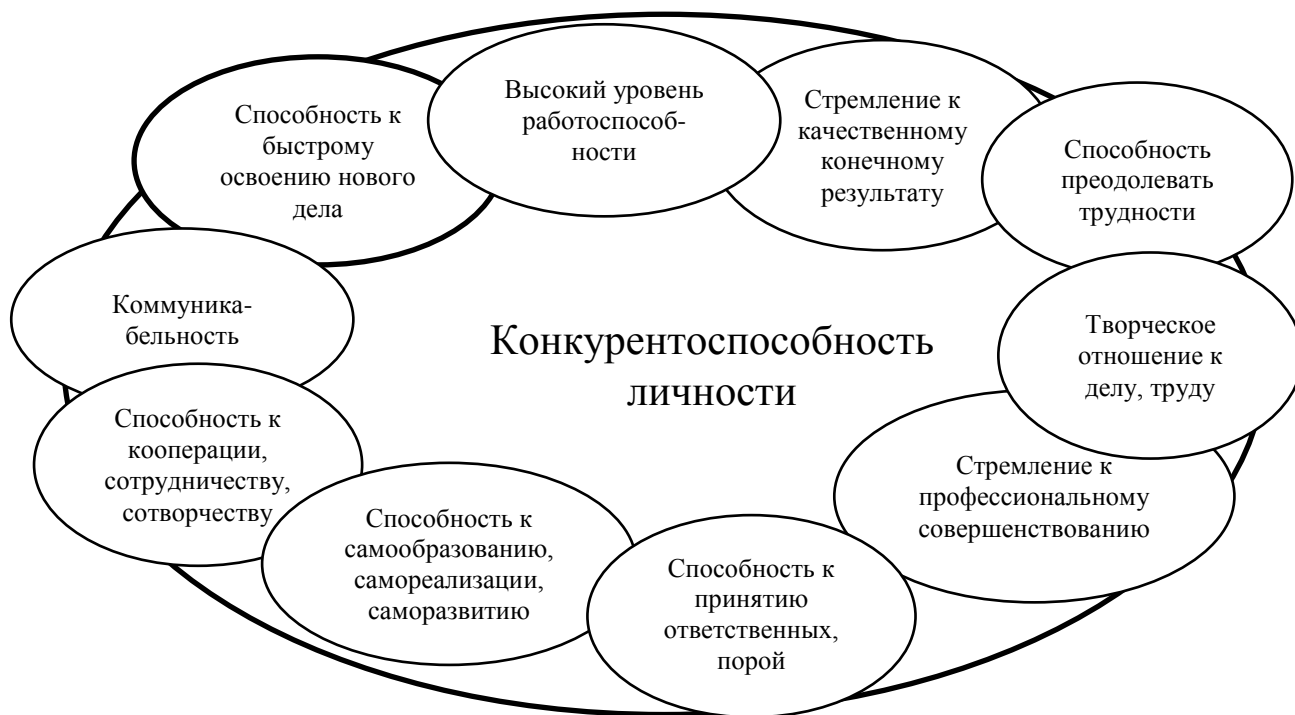 Способность к
быстрому
освоению нового
дела
Высокий уровень
работоспособ-
ности
Стремление к
качественному
конечному
результату
Способность
преодолевать
трудности
Творческое
отношение к
делу, труду
Стремление к
профессиональному
совершенствованию
Способность к
принятию
ответственных,
порой
Способность к
самообразованию,
самореализации,
саморазвитию
Способность к
кооперации,
сотрудничеству,
сотворчеству
Коммуника-
бельность
Конкурентоспособность
личности